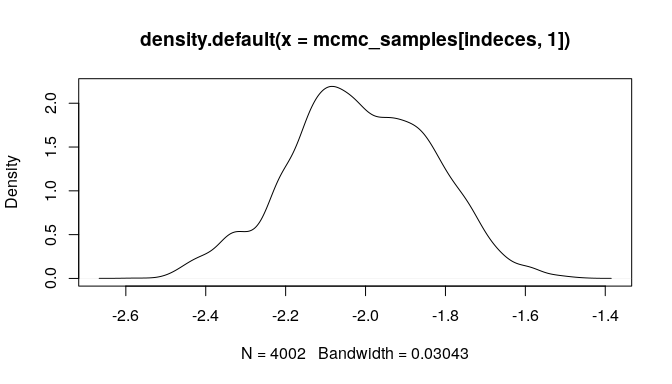 density.default(x = mcmc_samples[indeces, 1])
Density
2.0
1.5
1.0
0.5
0.0
-2.6 -2.4 -2.2 -2.0 -1.8 -1.6 -1.4
N = 4002 Bandwidth = 0.03043